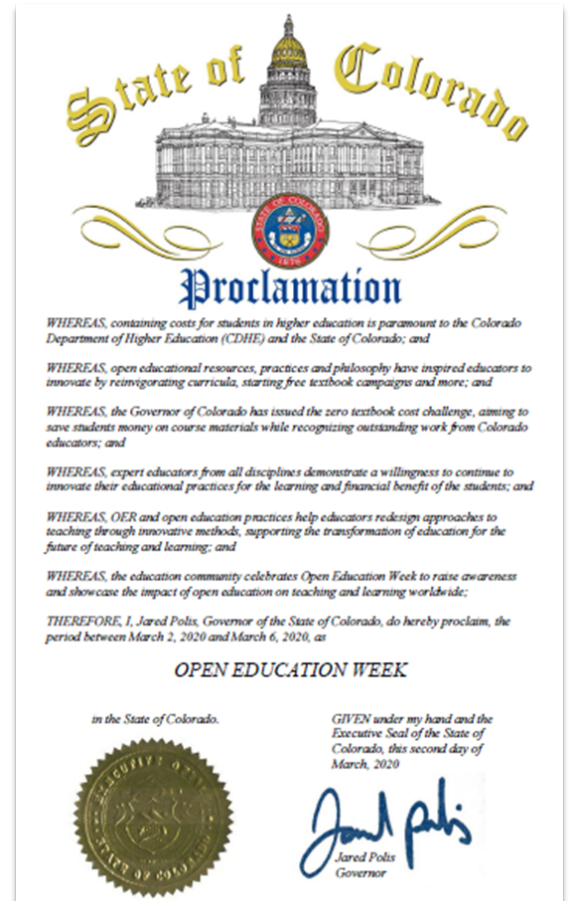 State of Colorado
STATE OF COLORADO
1876
Proclamation
WHEREAS, containing costs for students in higher education is paramount to the Colorado
Department of Higher Education (CDHE) and the State of Colorado; and
WHEREAS, open educational resources, practices and philosophy have inspired educators to
innovate by reinvigorating curricula, starting free textbook campaigns and more; and
WHEREAS, the Governor of Colorado has issued the zero textbook cost challenge, aiming to
save students money on course materials while recognizing outstanding work from Colorado
educators; and
WHEREAS, expert educators from all disciplines demonstrate a willingness to continue to
innovate their educational practices for the learning and financial benefit of the students; and
WHEREAS, OER and open education practices help educators redesign approaches to
teaching through innovative methods, supporting the transformation of education for the
future of teaching and learning; and
WHEREAS, the education community celebrates Open Education Week to raise awareness
and showcase the impact of open education on teaching and learning worldwide;
THEREFORE, I, Jared Polis, Governor of the State of Colorado, do hereby proclaim, the
period between March 2, 2020 and March 6, 2020, as
OPEN EDUCATION WEEK
in the State of Colorado.
GIVEN under my hand and the
Executive Seal of the State of
Colorado, this second day of
March, 2020
EXECUTIVE SEAL
STATE OF COLORADO
Jared Polis
Jared Polis
Governor